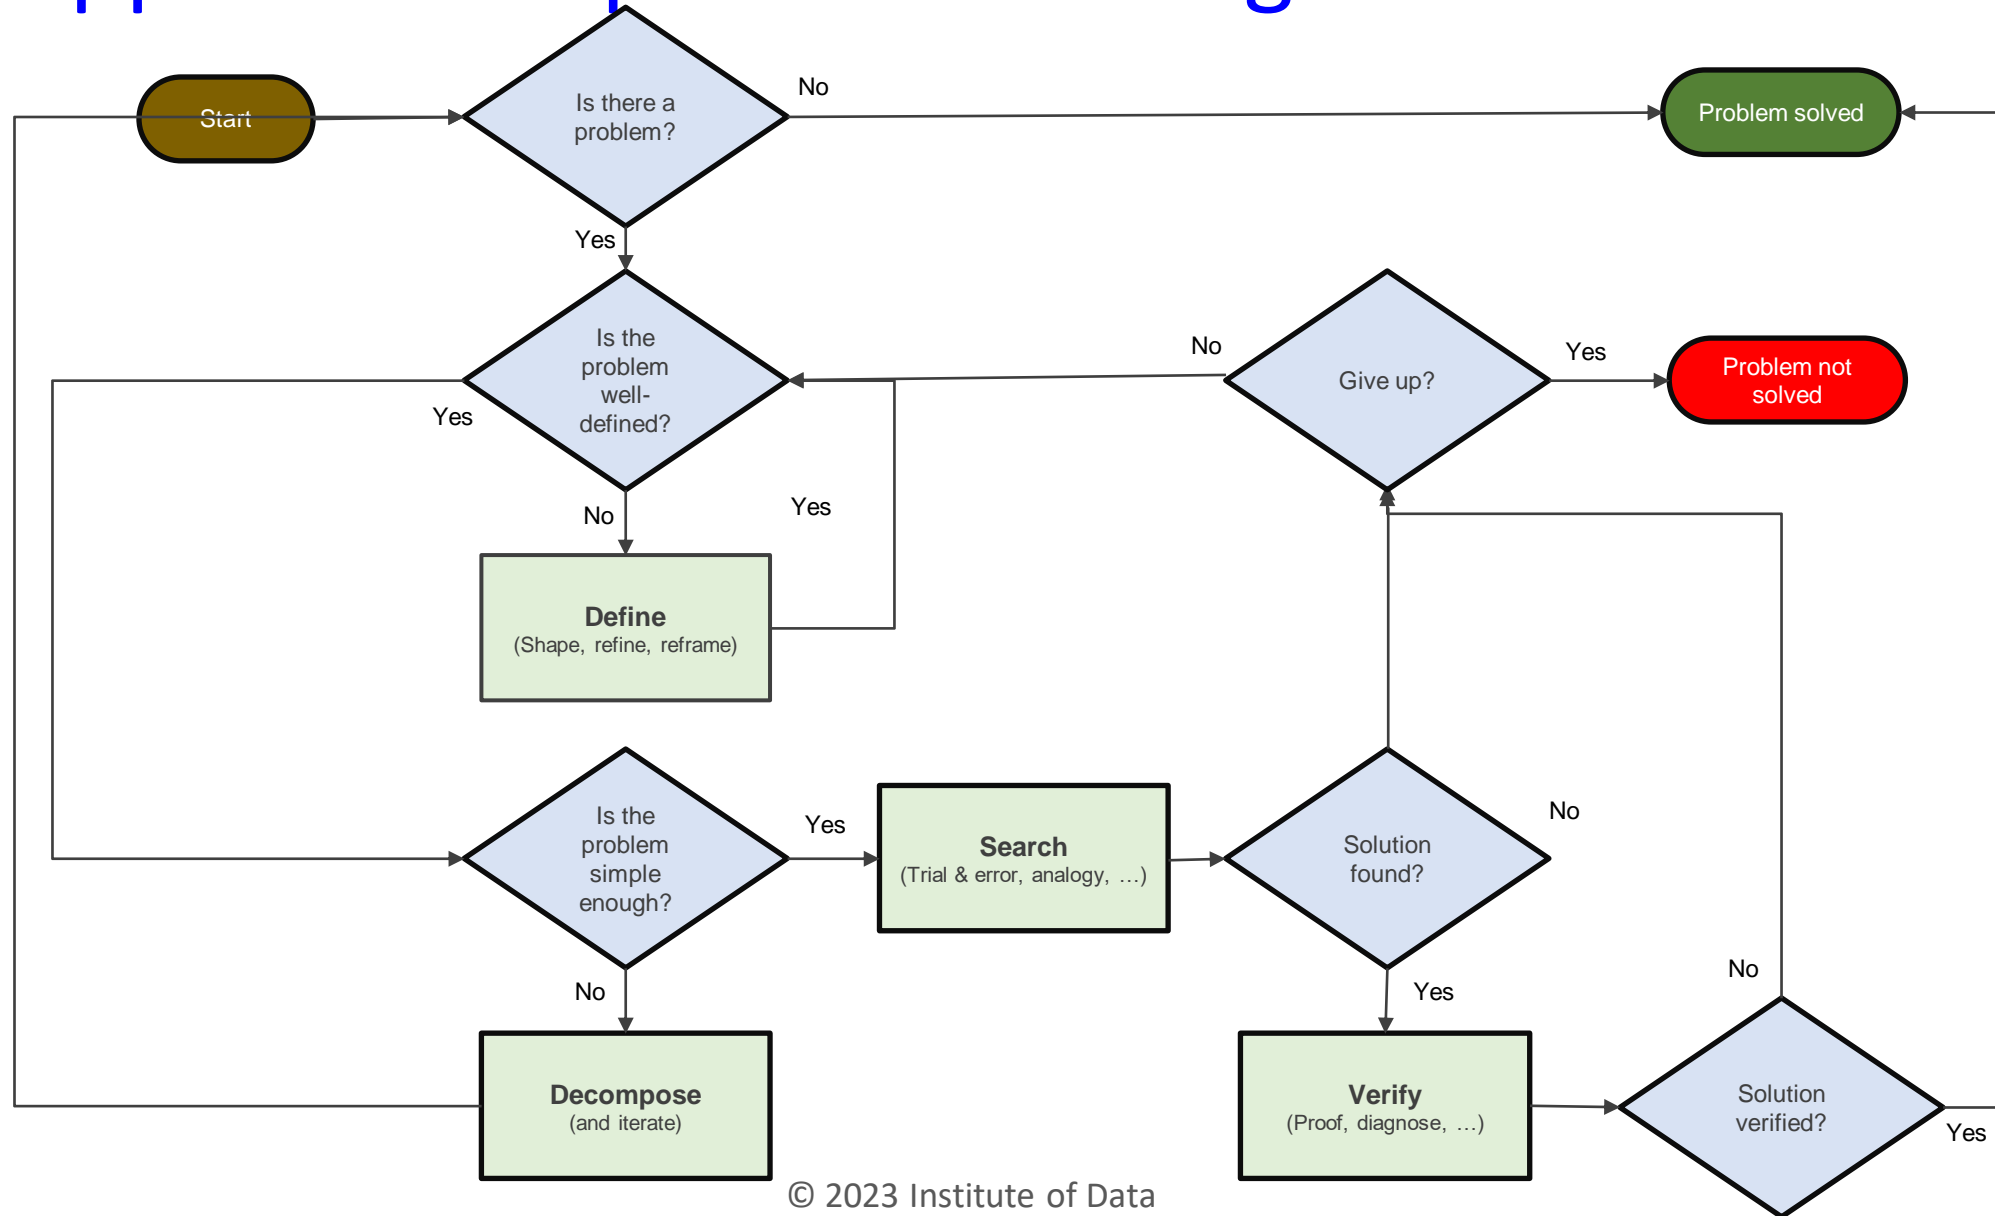 Start
Is there a
problem?
No
Problem solved
Yes
Is the
problem
well-
defined?
Yes
No
Give up?
Yes
Problem not
solved
No
Yes
Define
(Shape, refine, reframe)
Is the
problem
simple
enough?
Yes
Search
(Trial & error, analogy, …)
Solution
found?
No
No
Yes
Decompose
(and iterate)
Verify
(Proof, diagnose, …)
No
Solution
verified?
Yes
© 2023 Institute of Data